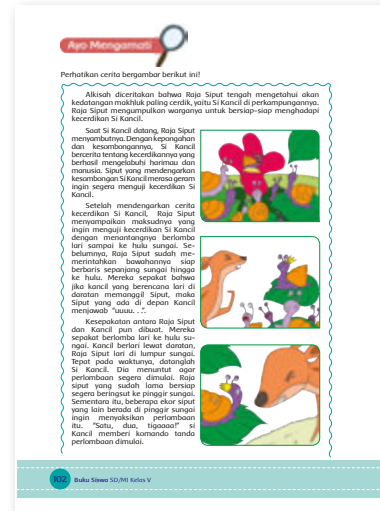 Ayo Mengamati
Perhatikan cerita bergambar berikut ini!
Alkisah diceritakan bahwa Raja Siput tengah mengetahui akan
kedatangan makhluk paling cerdik, yaitu Si Kancil di perkampungannya.
Raja Siput mengumpulkan warganya untuk bersiap-siap menghadapi
kecerdikan Si Kancil.
Saat Si Kancil datang, Raja Siput
menyambutnya. Dengan kepongahan
dan kesombongannya, Si Kancil
bercerita tentang kecerdikannya yang
berhasil mengelabuhi harimau dan
manusia. Siput yang mendengarkan
kesombongan Si Kancil merasa geram
ingin segera menguji kecerdikan Si
Kancil.
Setelah mendengarkan cerita
kecerdikan Si Kancil, Raja Siput
menyampaikan maksudnya yang
ingin menguji kecerdikan Si Kancil
dengan menantangnya berlomba
lari sampai ke hulu sungai. Se-
belumnya, Raja Siput sudah me-
merintahkan bawahannya siap
berbaris sepanjang sungai hingga
ke hulu. Mereka sepakat bahwa
jika kancil yang berencana lari di
daratan memanggil Siput, maka
Siput yang ada di depan Kancil
menjawab "uuuu. . .".
Kesepakatan antara Raja Siput
dan Kancil pun dibuat. Mereka
sepakat berlomba lari ke hulu su-
ngai. Kancil berlari lewat daratan,
Raja Siput lari di lumpur sungai.
Tepat pada waktunya, datanglah
Si Kancil. Dia menuntut agar
perlombaan segera dimulai. Raja
siput yang sudah lama bersiap
segera beringsut ke pinggir sungai.
Sementara itu, beberapa ekor siput
yang lain berada di pinggir sungai
ingin menyaksikan perlombaan
itu. "Satu, dua, tigaaaa!" si
Kancil memberi komando tanda
perlombaan dimulai.
102 Buku Siswa SD/MI Kelas V